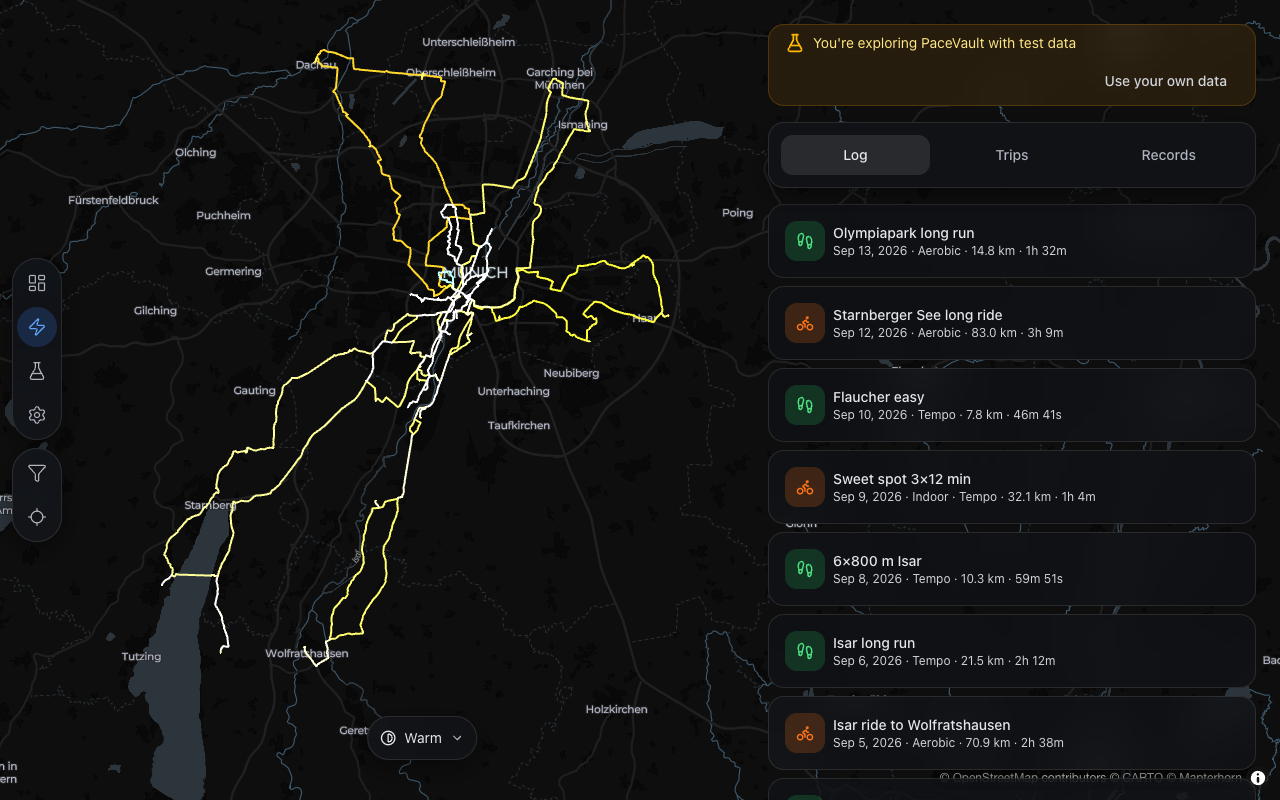 Unterschleißheim
Dachau
Oberschleißheim
Garching bei
München
Ismaning
Olching
Fürstenfeldbruck
Puchheim
Poing
Germering
MUNICH
Gilching
Haar
Neubiberg
Gauting
Unterhaching
Taufkirchen
Starnberg
Isar
Tutzing
Wolfratshausen
Holzkirchen
Geret
Warm
You're exploring PaceVault with test data
Use your own data
Log
Trips
Records
Olympiapark long run
Sep 13, 2026 · Aerobic · 14.8 km · 1h 32m
Starnberger See long ride
Sep 12, 2026 · Aerobic · 83.0 km · 3h 9m
Flaucher easy
Sep 10, 2026 · Tempo · 7.8 km · 46m 41s
Sweet spot 3×12 min
Sep 9, 2026 · Indoor · Tempo · 32.1 km · 1h 4m
6×800 m Isar
Sep 8, 2026 · Tempo · 10.3 km · 59m 51s
Isar long run
Sep 6, 2026 · Tempo · 21.5 km · 2h 12m
Isar ride to Wolfratshausen
Sep 5, 2026 · Aerobic · 70.9 km · 2h 38m
© OpenStreetMap contributors © CARTO © Mapterhorn